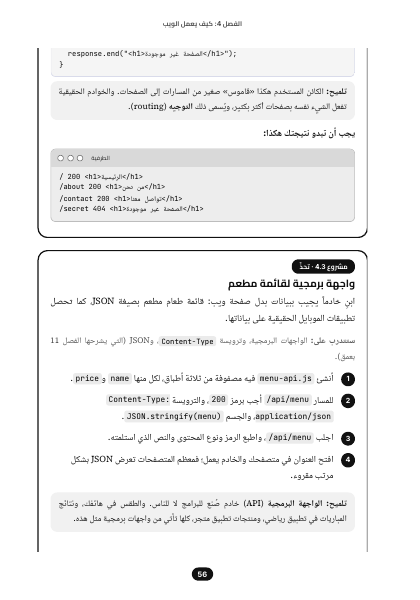 الفصل 4: كيف يعمل الويب
response.end("<h1>الصفحة غير موجودة</h1>");
}
تلميح: الكائن المستخدم هكذا «قاموس» صغير من المسارات إلى الصفحات. والخوادم الحقيقية
تفعل الشيء نفسه بصفحات أكثر بكثير، ويُسمى ذلك التوجيه (routing).
يجب أن تبدو نتيجتك هكذا:
الطرفية
/ 200 <h1>الرئيسية</h1>
/about 200 <h1>من نحن</h1>
/contact 200 <h1>تواصل معنا</h1>
/secret 404 <h1>الصفحة غير موجودة</h1>
مشروع 4.3 · تحدٍّ
واجهة برمجية لقائمة مطعم
ابنِ خادماً يجيب ببيانات بدل صفحة ويب: قائمة طعام مطعم بصيغة JSON، كما تحصل
تطبيقات الموبايل الحقيقية على بياناتها.
ستتدرب على: الواجهات البرمجية، وترويسة Content-Type، وJSON (التي يشرحها الفصل 11
بعمق).
1 أنشئ menu-api.js فيه مصفوفة من ثلاثة أطباق، لكل منها name و price.
2 للمسار /api/menu أجب برمز 200، والترويسة Content-Type:
application/json، والجسم JSON.stringify(menu).
3 اجلب /api/menu، واطبع الرمز ونوع المحتوى والنص الذي استلمته.
4 افتح العنوان في متصفحك والخادم يعمل؛ فمعظم المتصفحات تعرض JSON بشكل
مرتب مقروء.
تلميح: الواجهة البرمجية (API) خادم صُنع للبرامج لا للناس. والطقس في هاتفك، ونتائج
المباريات في تطبيق رياضي، ومنتجات تطبيق متجر، كلها تأتي من واجهات برمجية مثل هذه.
56